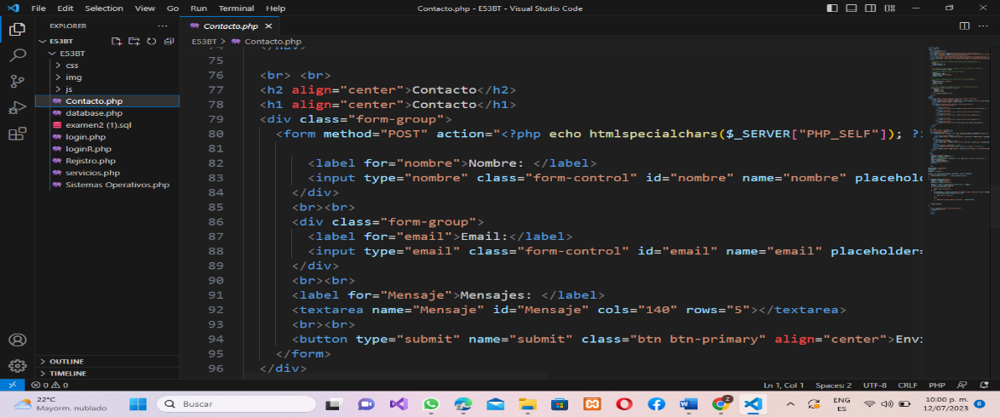 File Edit Selection View Go Run Terminal Help
Contacto.php - E53BT - Visual Studio Code
EXPLORER
E53BT
E53BT
css
img
js
Contacto.php
database.php
examen2 (1).sql
login.php
loginR.php
Rejistro.php
servicios.php
Sistemas Operativos.php
OUTLINE
TIMELINE
Contacto.php
E53BT > Contacto.php
75
76 <br> <br>
77 <h2 align="center">Contacto</h2>
78 <h1 align="center">Contacto</h1>
79 <div class="form-group">
80 <form method="POST" action="<?php echo htmlspecialchars($_SERVER["PHP_SELF"]); ?
81
82 <label for="nombre">Nombre: </label>
83 <input type="nombre" class="form-control" id="nombre" name="nombre" placehold
84 </div>
85 <br><br>
86 <div class="form-group">
87 <label for="email">Email:</label>
88 <input type="email" class="form-control" id="email" name="email" placeholder=
89 </div>
90 <br><br>
91 <label for="Mensaje">Mensajes: </label>
92 <textarea name="Mensaje" id="Mensaje" cols="140" rows="5"></textarea>
93 <br><br>
94 <button type="submit" name="submit" class="btn btn-primary" align="center">Envi
95 </form>
96 </div>
0 0
Ln 1, Col 1 Spaces: 2 UTF-8 CRLF PHP
22°C
Mayorm. nublado
Buscar
ENG
ES
10:00 p. m.
12/07/2023
6